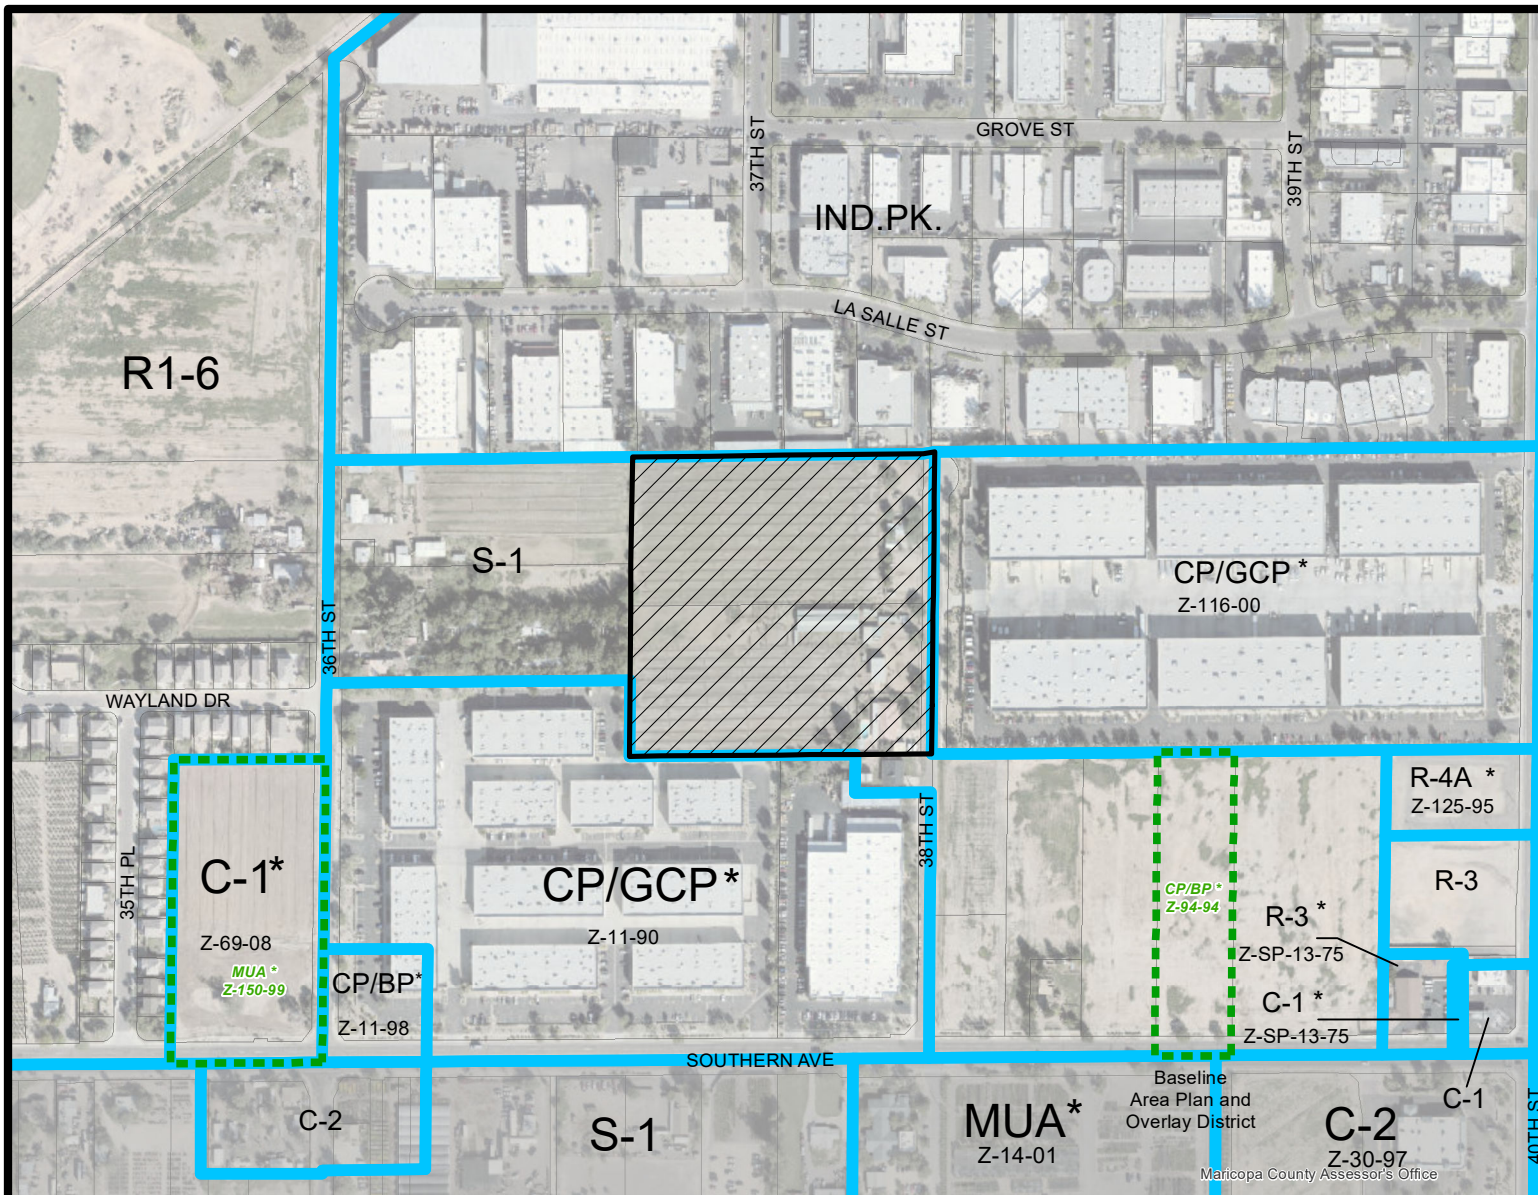 GROVE ST
37TH ST
39TH ST
IND.PK.
LA SALLE ST
R1-6
S-1
CP/GCP *
Z-116-00
36TH ST
WAYLAND DR
R-4A *
Z-125-95
38TH ST
35TH PL
C-1*
CP/GCP*
R-3
CP/BP *
Z-94-94
R-3 *
Z-SP-13-75
Z-69-08
Z-11-90
MUA *
Z-150-99
CP/BP*
Z-11-98
C-1 *
Z-SP-13-75
SOUTHERN AVE
Baseline
Area Plan and
Overlay District
C-1
C-2
S-1
MUA*
Z-14-01
C-2
Z-30-97
40TH ST
Maricopa County Assessor's Office